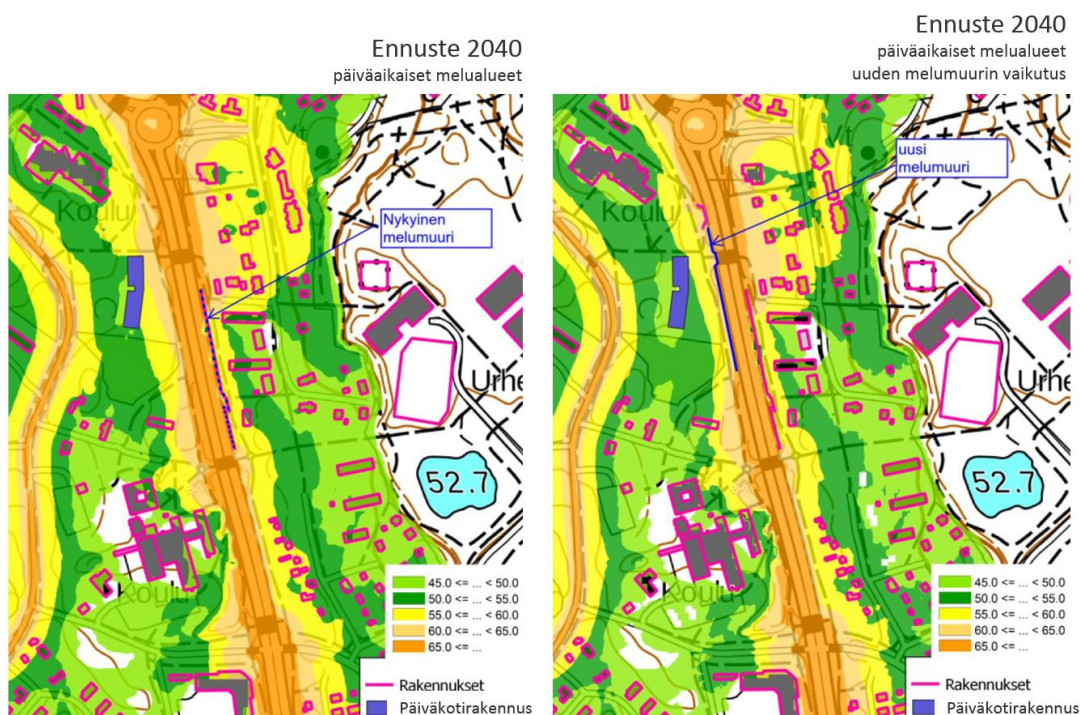 Ennuste 2040
päiväaikaiset melualueet
Koulu
Nykyinen
melumuuri
Urhe
52.7
Koulu
45.0 <= ... < 50.0
50.0 <= ... < 55.0
55.0 <= ... < 60.0
60.0 <= ... < 65.0
65.0 <= ...
Rakennukset
Päiväkotirakennus
Ennuste 2040
päiväaikaiset melualueet
uuden melumuurin vaikutus
uusi
melumuuri
Koulu
Urhe
52.7
Koulu
45.0 <= ... < 50.0
50.0 <= ... < 55.0
55.0 <= ... < 60.0
60.0 <= ... < 65.0
65.0 <= ...
Rakennukset
Päiväkotirakennus